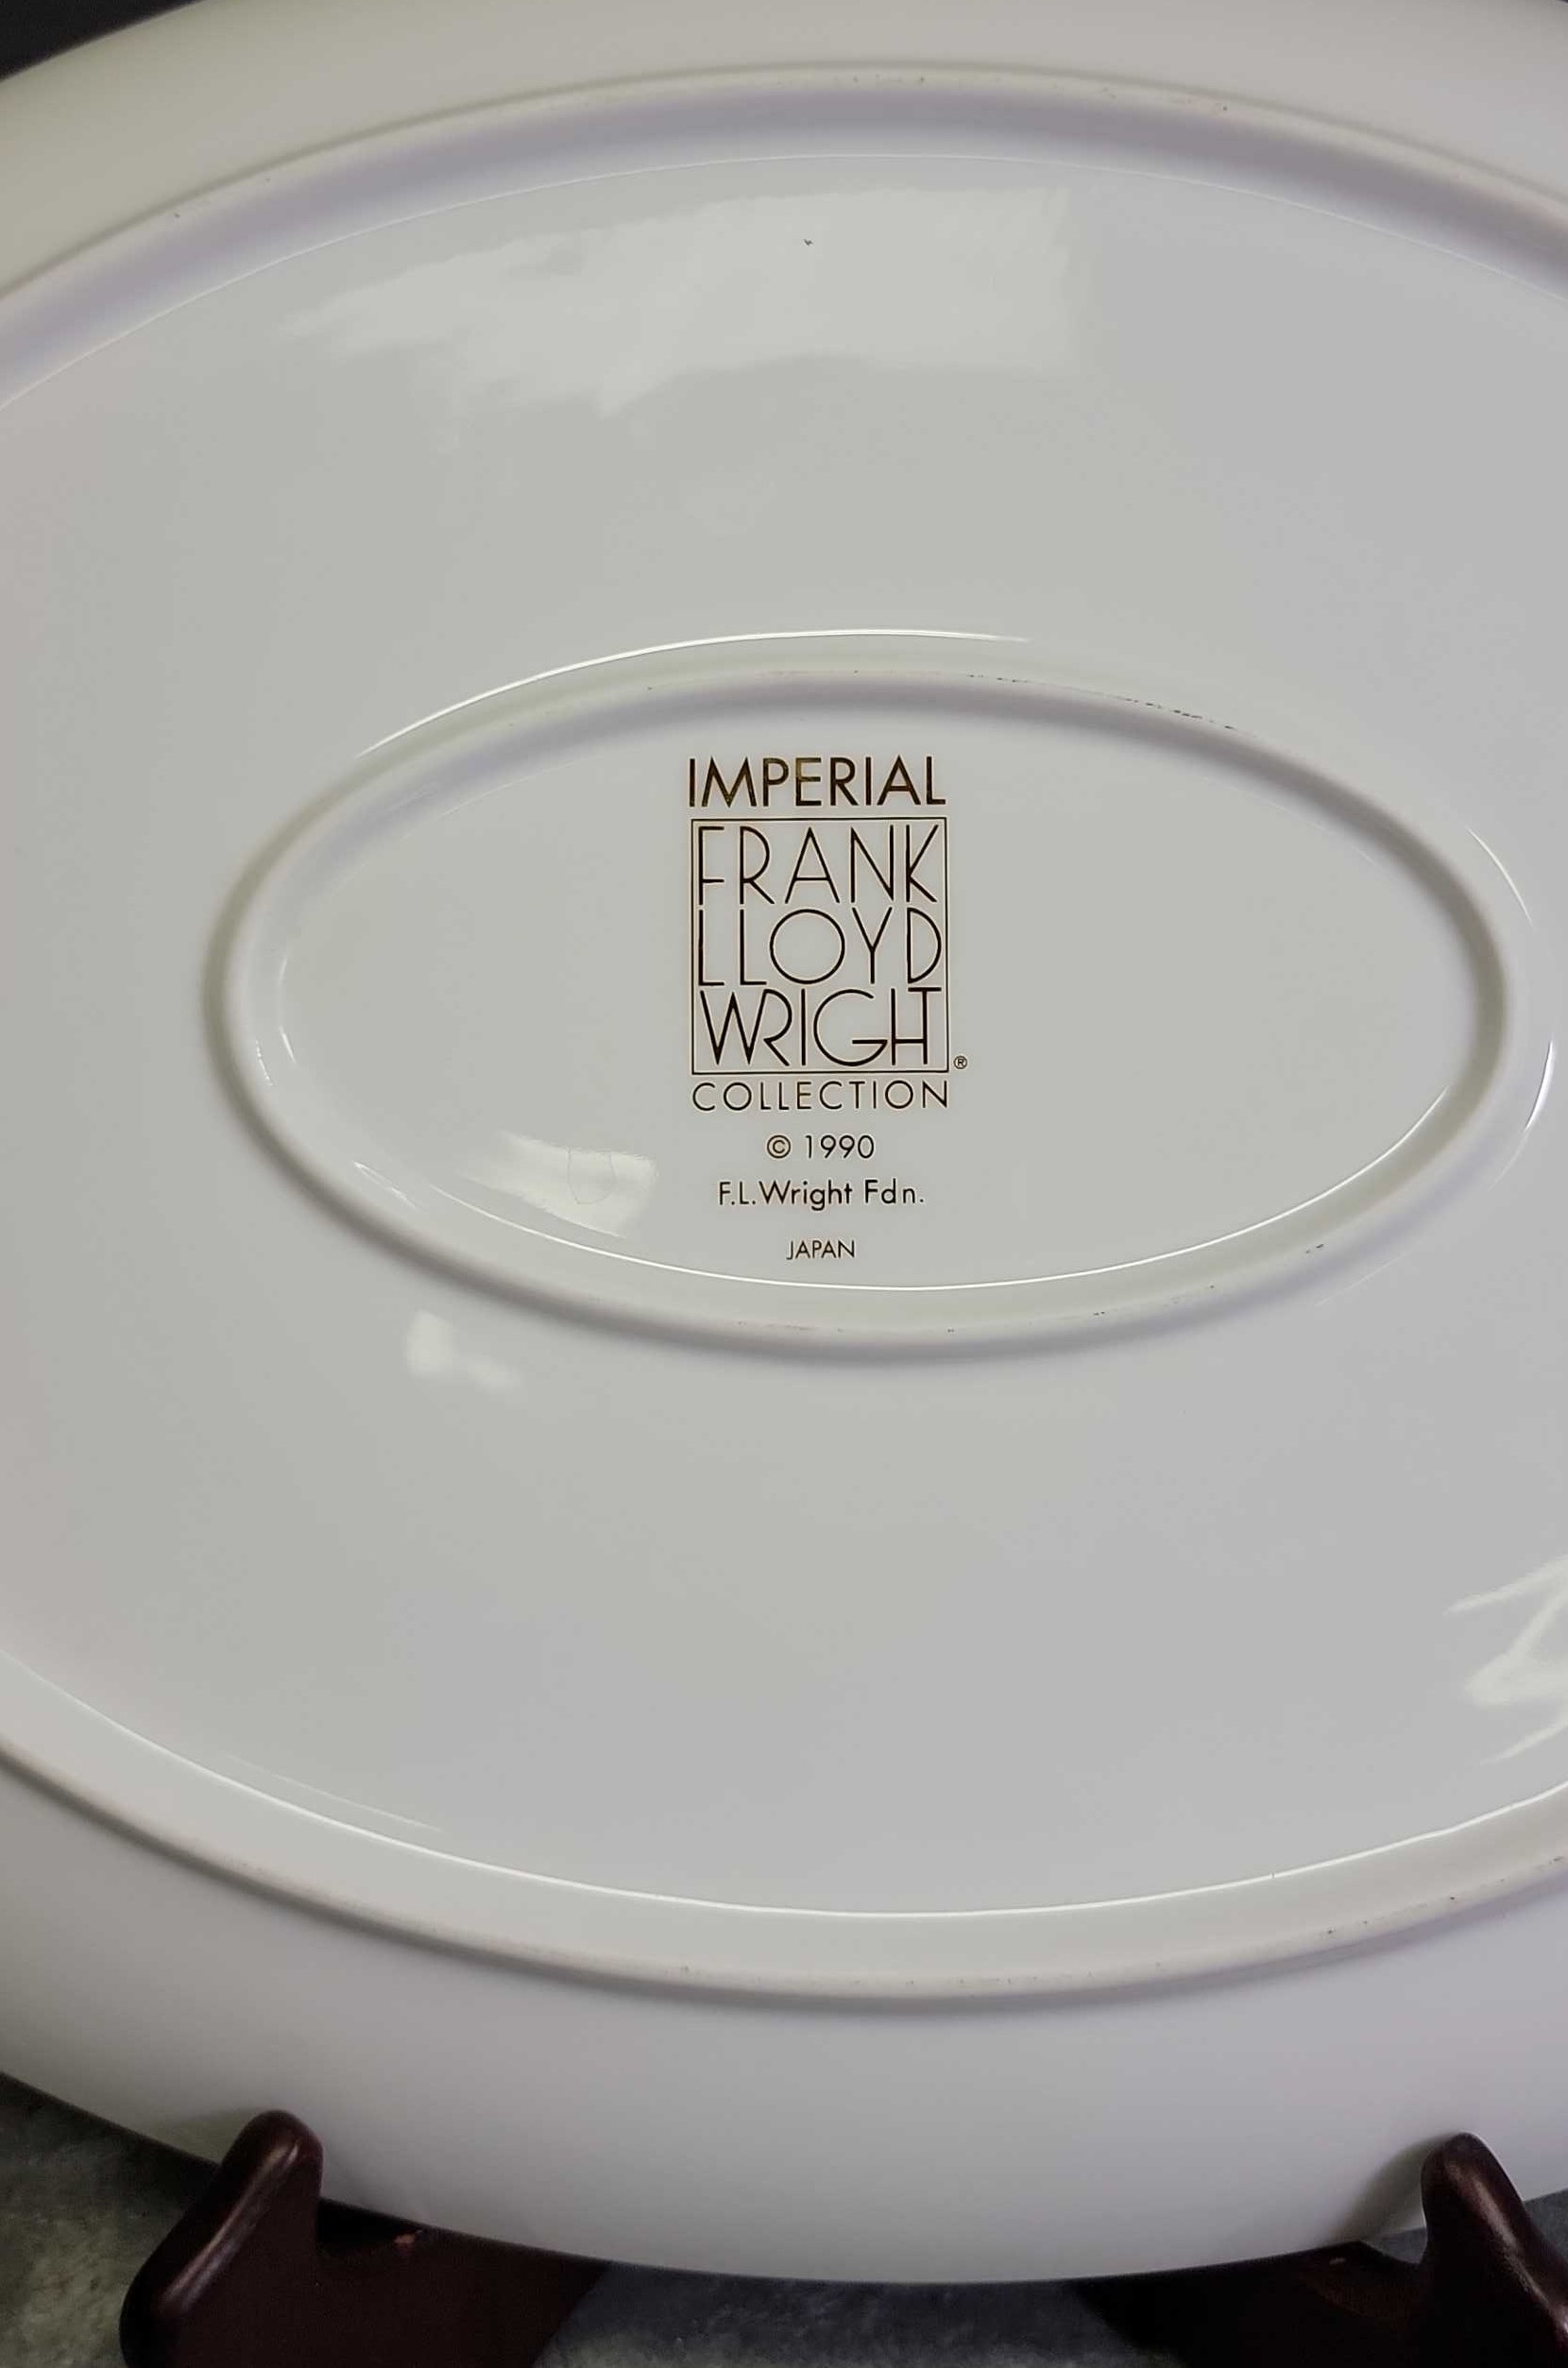 IMPERIAL
FRANK
LLOYD
WRIGHT®
COLLECTION
© 1990
F.L.Wright Fdn.
JAPAN